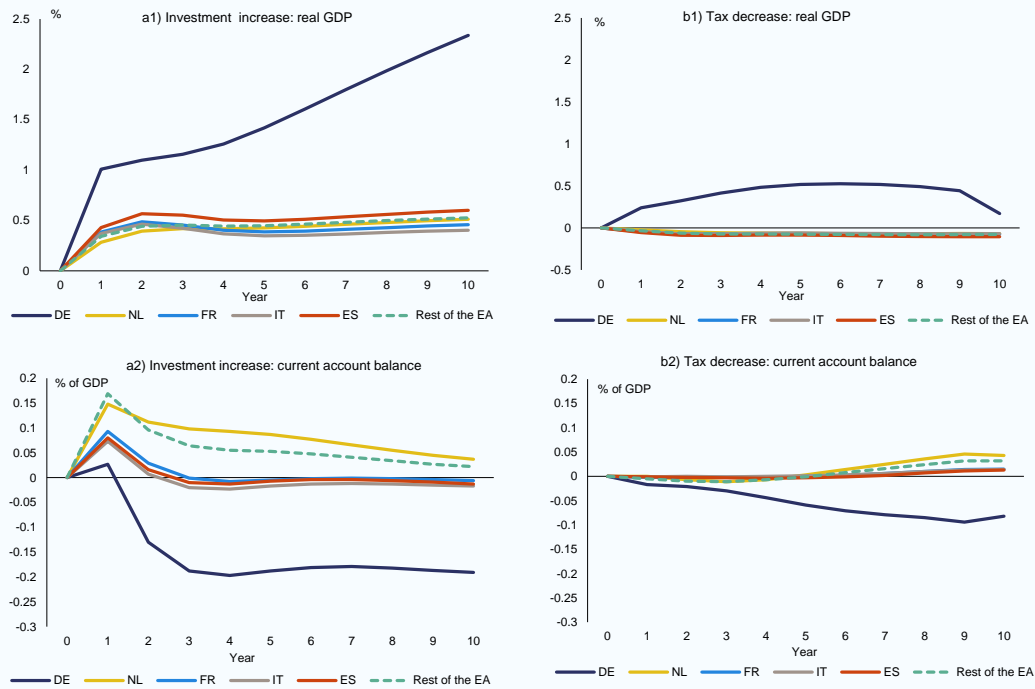 a1) Investment increase: real GDP
%
2.5
2
1.5
1
0.5
0
0 1 2 3 4 5 6 7 8 9 10
Year
DE NL FR IT ES Rest of the EA
b1) Tax decrease: real GDP
%
2.5
2
1.5
1
0.5
0
-0.5
0 1 2 3 4 5 6 7 8 9 10
Year
DE NL FR IT ES Rest of the EA
a2) Investment increase: current account balance
% of GDP
0.2
0.15
0.1
0.05
0
-0.05
-0.1
-0.15
-0.2
-0.25
-0.3
0 1 2 3 4 5 6 7 8 9 10
Year
DE NL FR IT ES Rest of the EA
b2) Tax decrease: current account balance
% of GDP
0.2
0.15
0.1
0.05
0
-0.05
-0.1
-0.15
-0.2
-0.25
-0.3
0 1 2 3 4 5 6 7 8 9 10
Year
DE NL FR IT ES Rest of the EA